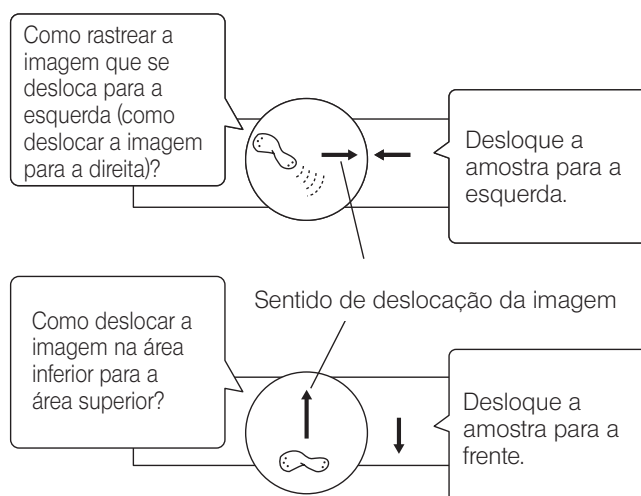 Como rastrear a
imagem que se
desloca para a
esquerda (como
deslocar a imagem
para a direita)?
Desloque a
amostra para a
esquerda.
Sentido de deslocação da imagem
Como deslocar a
imagem na área
inferior para a
área superior?
Desloque a
amostra para a
frente.